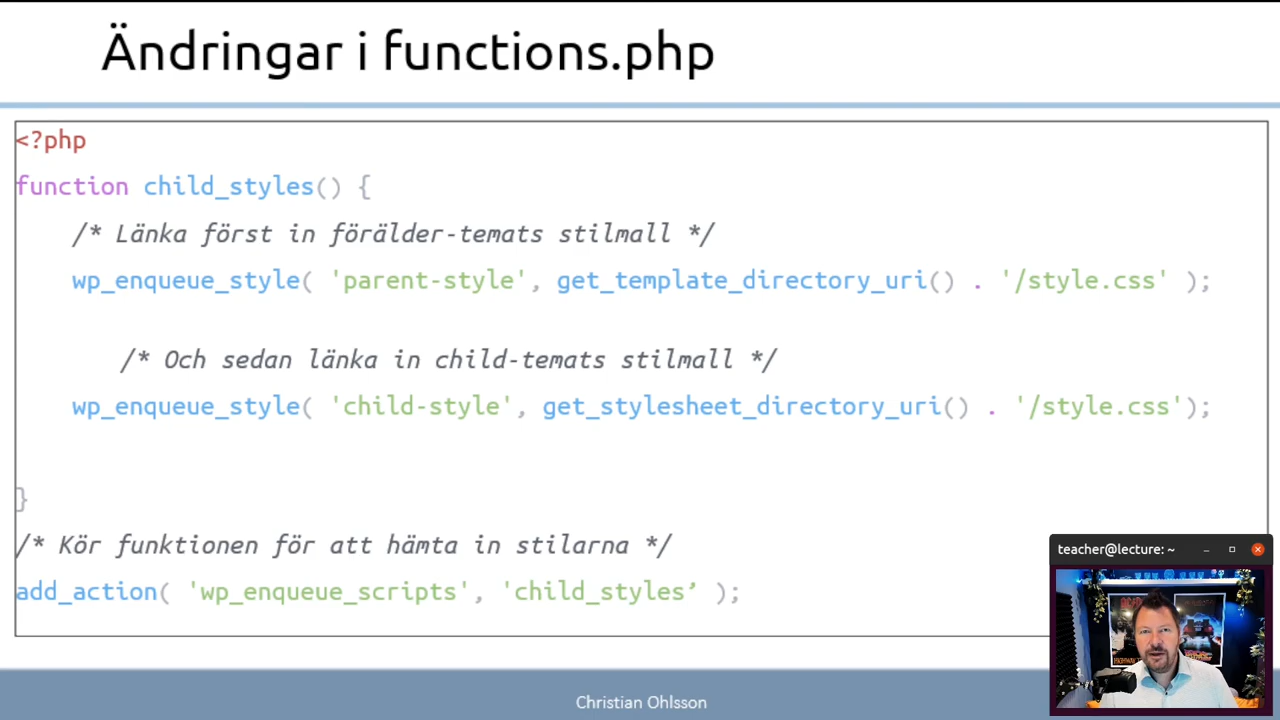 Ändringar i functions.php
<?php
function child_styles() {
/* Länka först in förälder-temats stilmall */
wp_enqueue_style( 'parent-style', get_template_directory_uri() . '/style.css' );
/* Och sedan länka in child-temats stilmall */
wp_enqueue_style( 'child-style', get_stylesheet_directory_uri() . '/style.css');
}
/* Kör funktionen för att hämta in stilarna */
add_action( 'wp_enqueue_scripts', 'child_styles’ );
teacher@lecture: ~
Christian Ohlsson